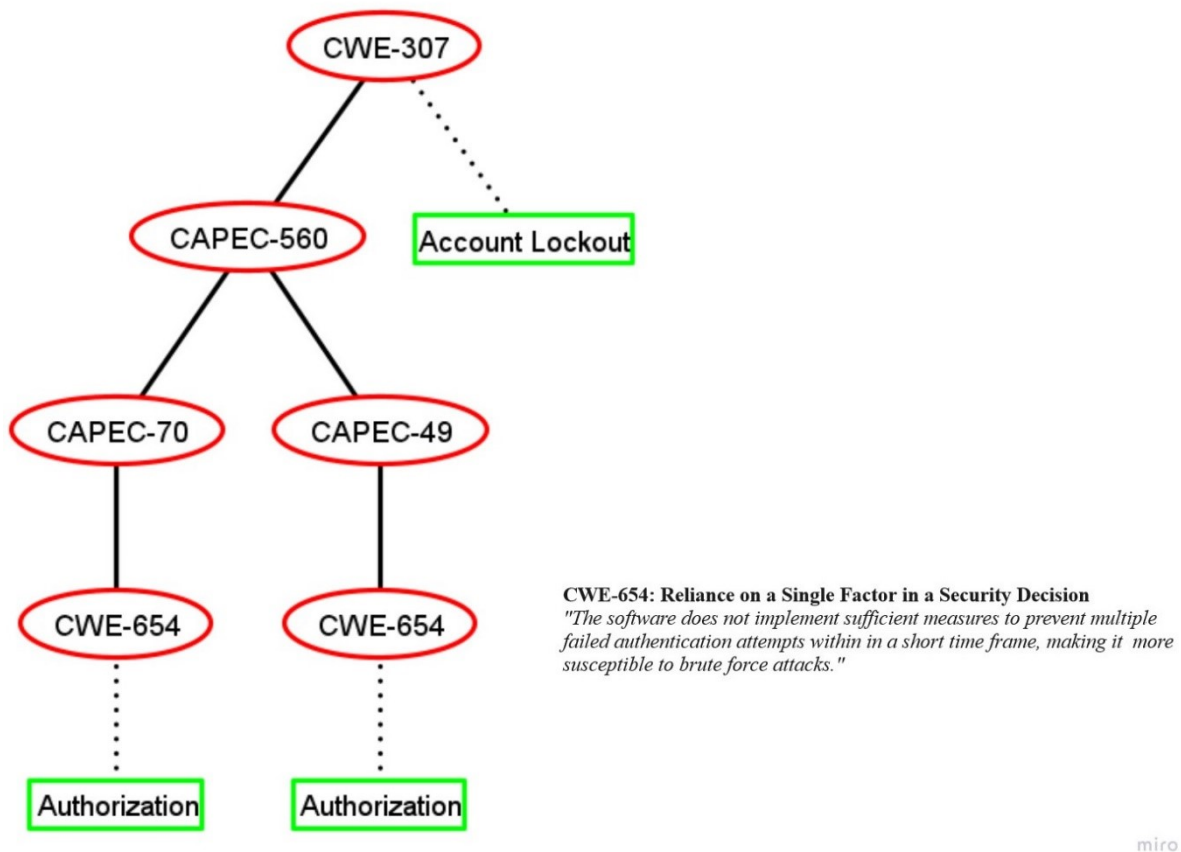 CWE-307
CAPEC-560
Account Lockout
CAPEC-70
CAPEC-49
CWE-654
CWE-654
CWE-654: Reliance on a Single Factor in a Security Decision
"The software does not implement sufficient measures to prevent multiple
failed authentication attempts within in a short time frame, making it more
susceptible to brute force attacks."
Authorization
Authorization
miro